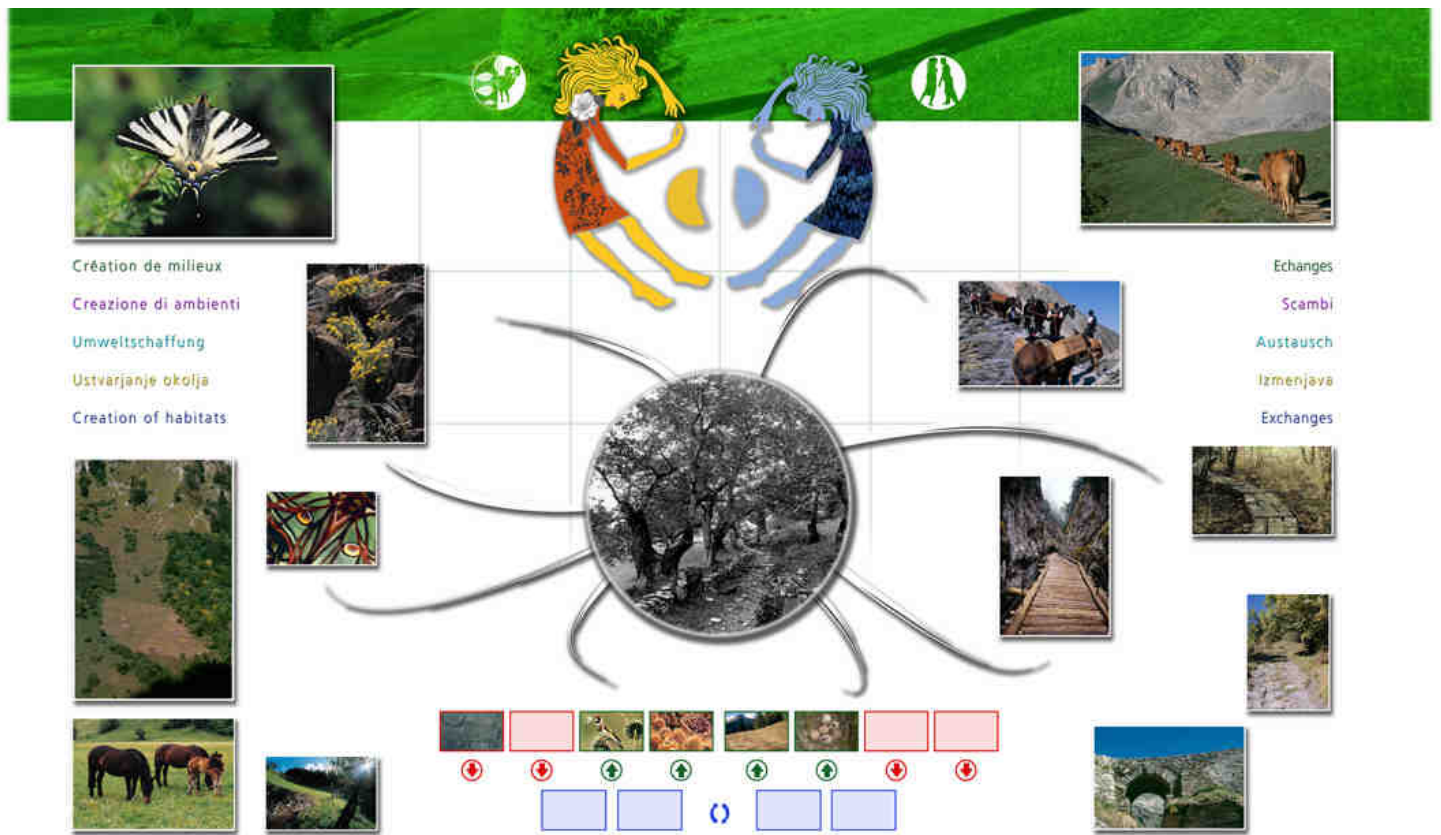 Création de milieux
Creazione di ambienti
Umweltschaffung
Ustvarjanje okolja
Creation of habitats
Echanges
Scambi
Austausch
Izmenjava
Exchanges